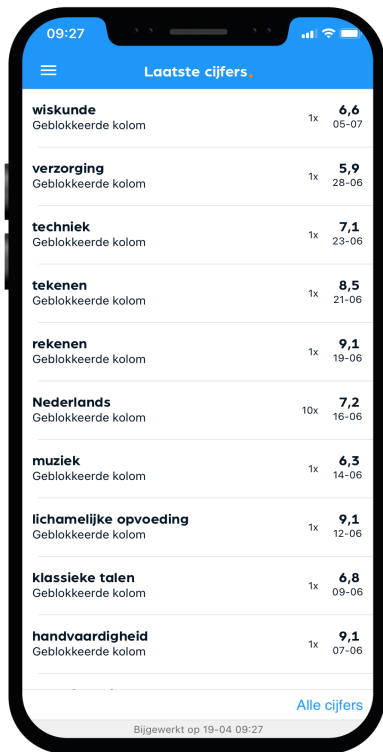 09:27
Laatste cijfers.
wiskunde
Geblokkeerde kolom
1x
6,6
05-07
verzorging
Geblokkeerde kolom
1x
5,9
28-06
techniek
Geblokkeerde kolom
1x
7,1
23-06
tekenen
Geblokkeerde kolom
1x
8,5
21-06
rekenen
Geblokkeerde kolom
1x
9,1
19-06
Nederlands
Geblokkeerde kolom
10x
7,2
16-06
muziek
Geblokkeerde kolom
1x
6,3
14-06
lichamelijke opvoeding
Geblokkeerde kolom
1x
9,1
12-06
klassieke talen
Geblokkeerde kolom
1x
6,8
09-06
handvaardigheid
Geblokkeerde kolom
1x
9,1
07-06
Alle cijfers
Bijgewerkt op 19-04 09:27